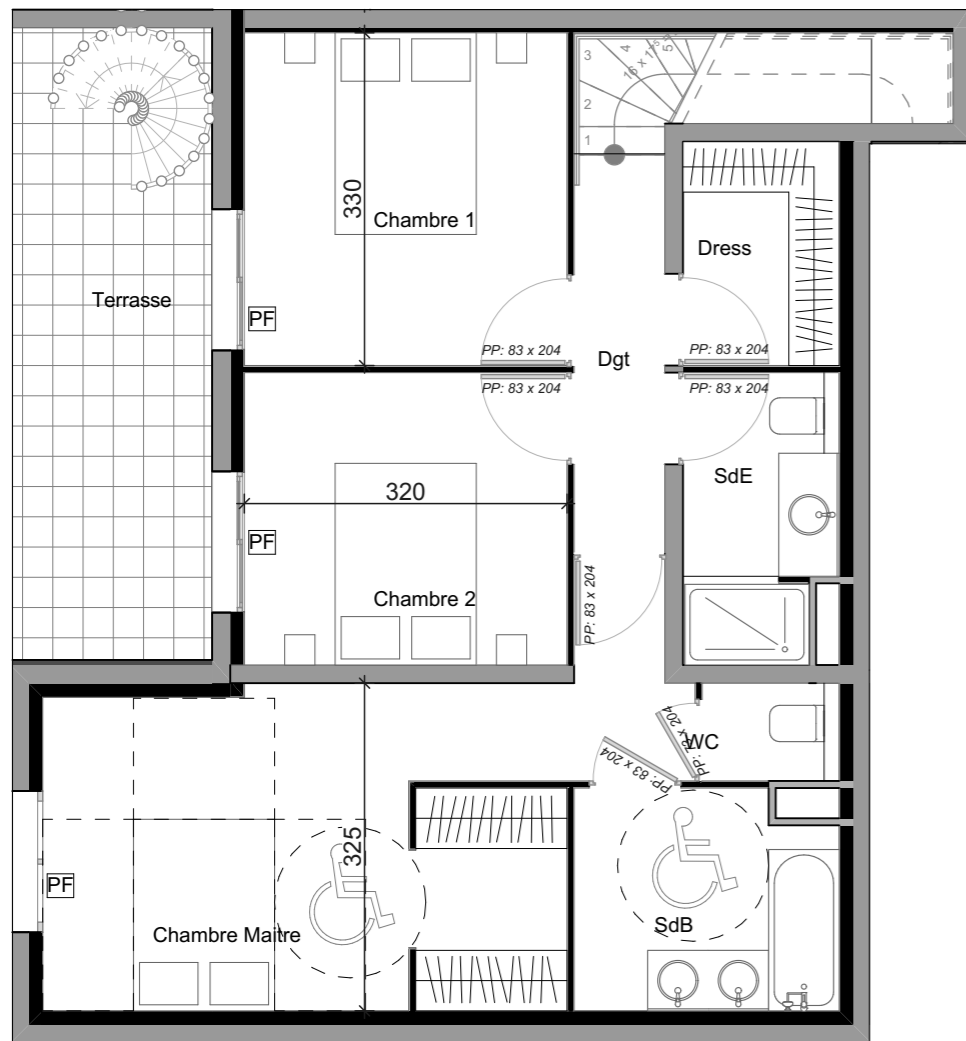 3
4
5
16 x 17
2
1
330
Chambre 1
Dress
Terrasse
PF
PP: 83 x 204
Dgt
PP: 83 x 204
PP: 83 x 204
PP: 83 x 204
SdE
320
PF
Chambre 2
PP: 83 x 204
PP: 83 x 204
WC
PP: 83 x 204
325
PF
Chambre Maitre
SdB